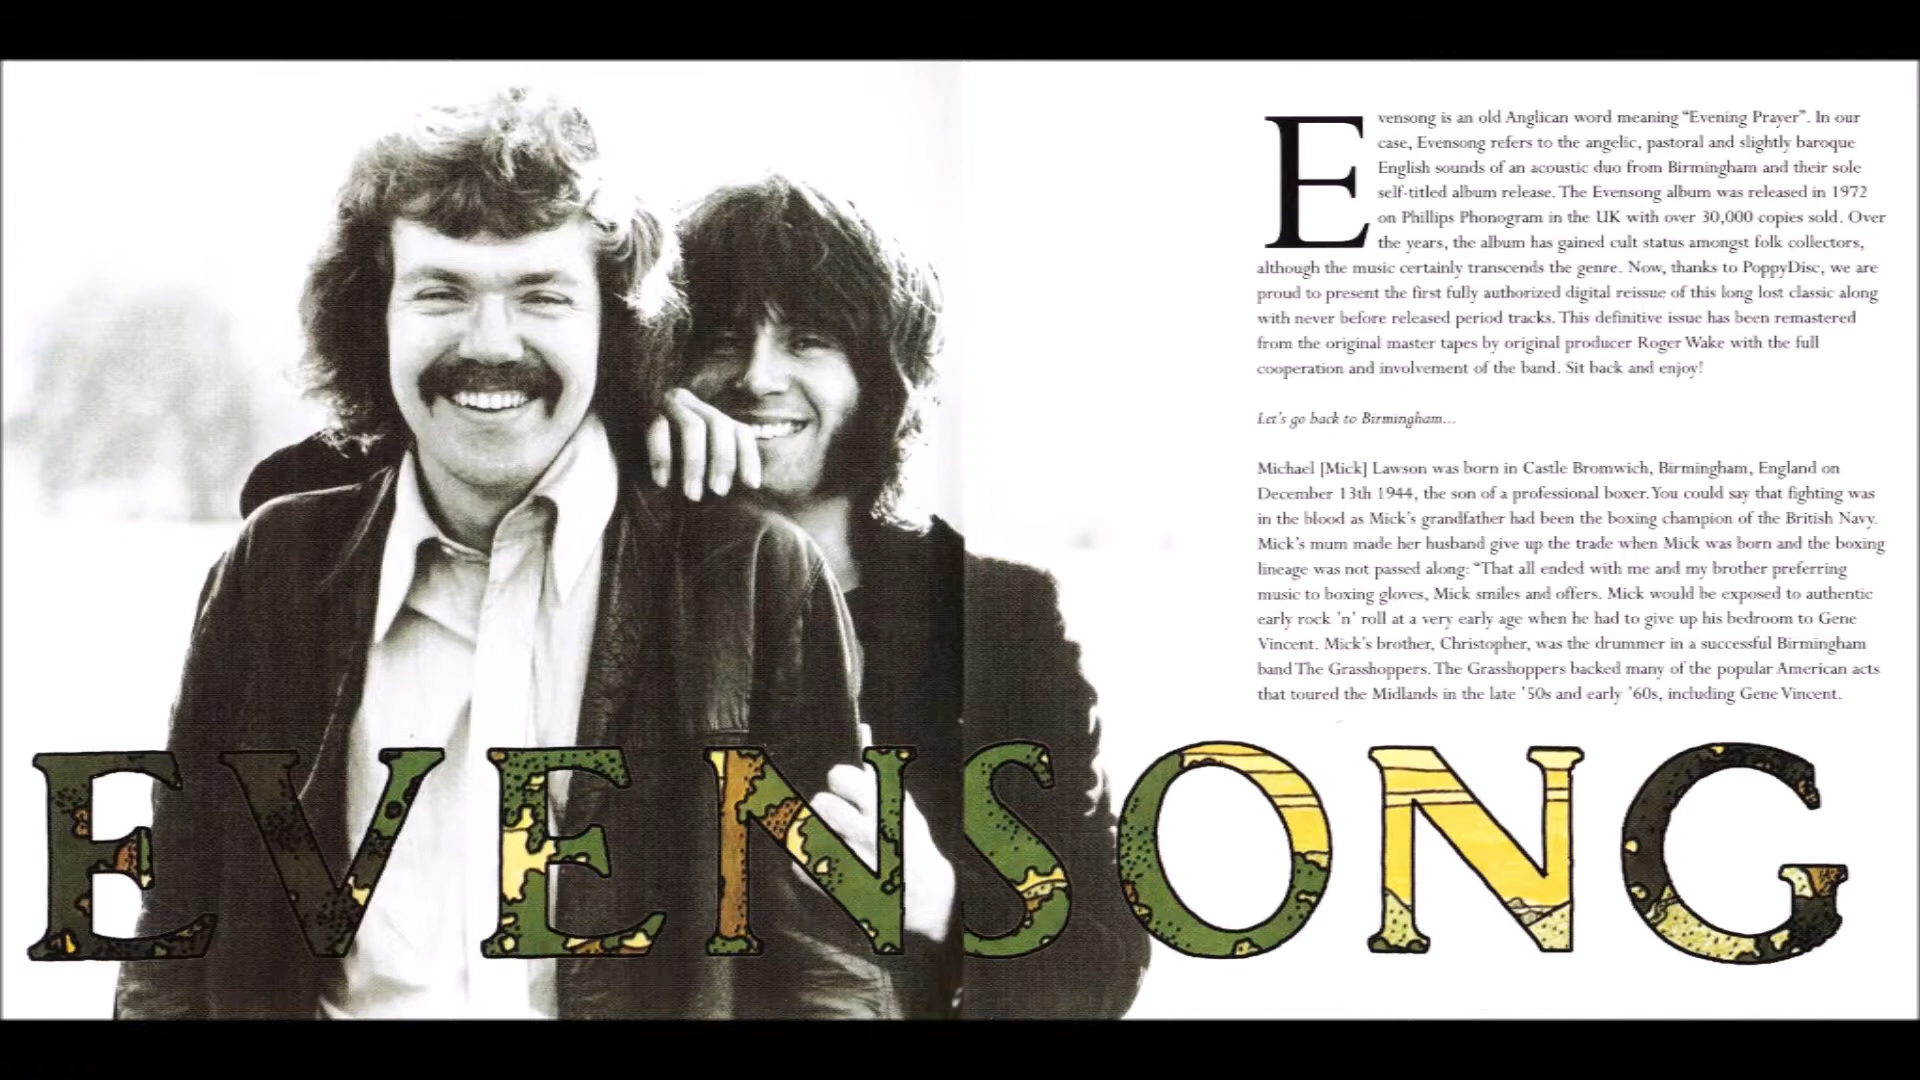 Evensong is an old Anglican word meaning “Evening Prayer”. In our
case, Evensong refers to the angelic, pastoral and slightly baroque
English sounds of an acoustic duo from Birmingham and their sole
self-titled album release. The Evensong album was released in 1972
on Phillips Phonogram in the UK with over 30,000 copies sold. Over
the years, the album has gained cult status amongst folk collectors,
although the music certainly transcends the genre. Now, thanks to PoppyDisc, we are
proud to present the first fully authorized digital reissue of this long lost classic along
with never before released period tracks. This definitive issue has been remastered
from the original master tapes by original producer Roger Wake with the full
cooperation and involvement of the band. Sit back and enjoy!
Let’s go back to Birmingham...
Michael [Mick] Lawson was born in Castle Bromwich, Birmingham, England on
December 13th 1944, the son of a professional boxer. You could say that fighting was
in the blood as Mick’s grandfather had been the boxing champion of the British Navy.
Mick’s mum made her husband give up the trade when Mick was born and the boxing
lineage was not passed along: “That all ended with me and my brother preferring
music to boxing gloves, Mick smiles and offers. Mick would be exposed to authentic
early rock ’n’ roll at a very early age when he had to give up his bedroom to Gene
Vincent. Mick’s brother, Christopher, was the drummer in a successful Birmingham
band The Grasshoppers. The Grasshoppers backed many of the popular American acts
that toured the Midlands in the late ’50s and early ’60s, including Gene Vincent.
EVENSONG